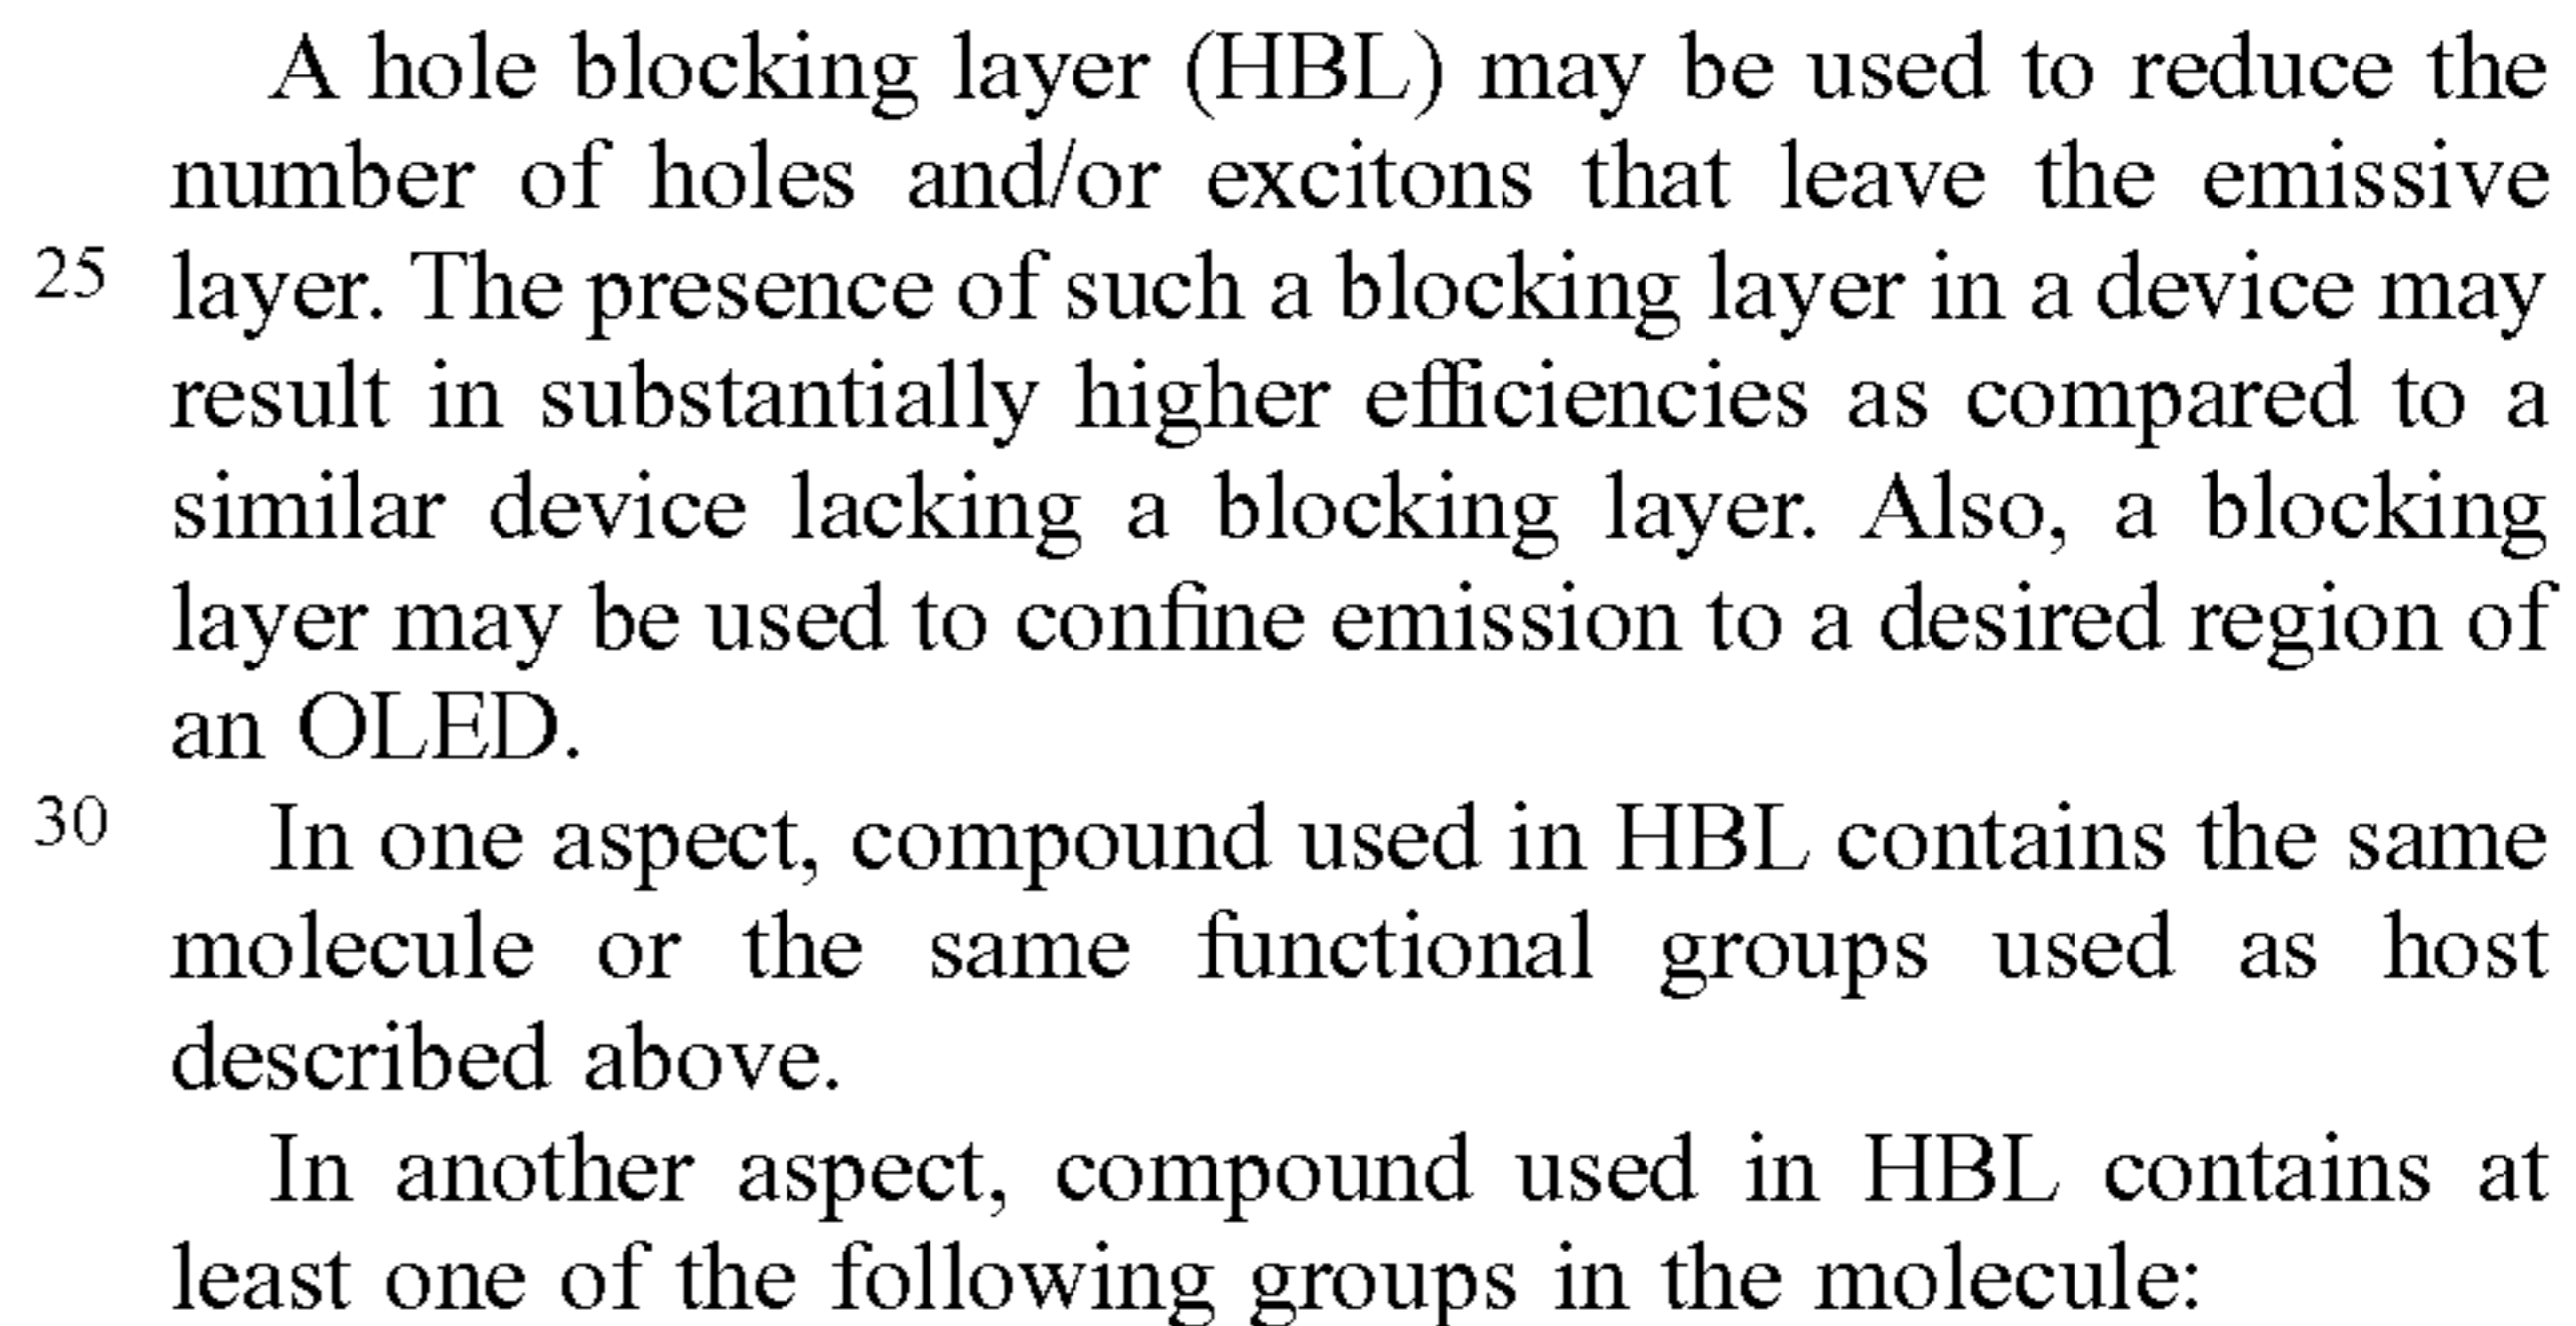 A hole blocking layer (HBL) may be used to reduce the
number of holes and/or excitons that leave the emissive
25 layer. The presence of such a blocking layer in a device may
result in substantially higher efficiencies as compared to a
similar device lacking a blocking layer. Also, a blocking
layer may be used to confine emission to a desired region of
an OLED.
30 In one aspect, compound used in HBL contains the same
molecule or the same functional groups used as host
described above.
In another aspect, compound used in HBL contains at
least one of the following groups in the molecule: